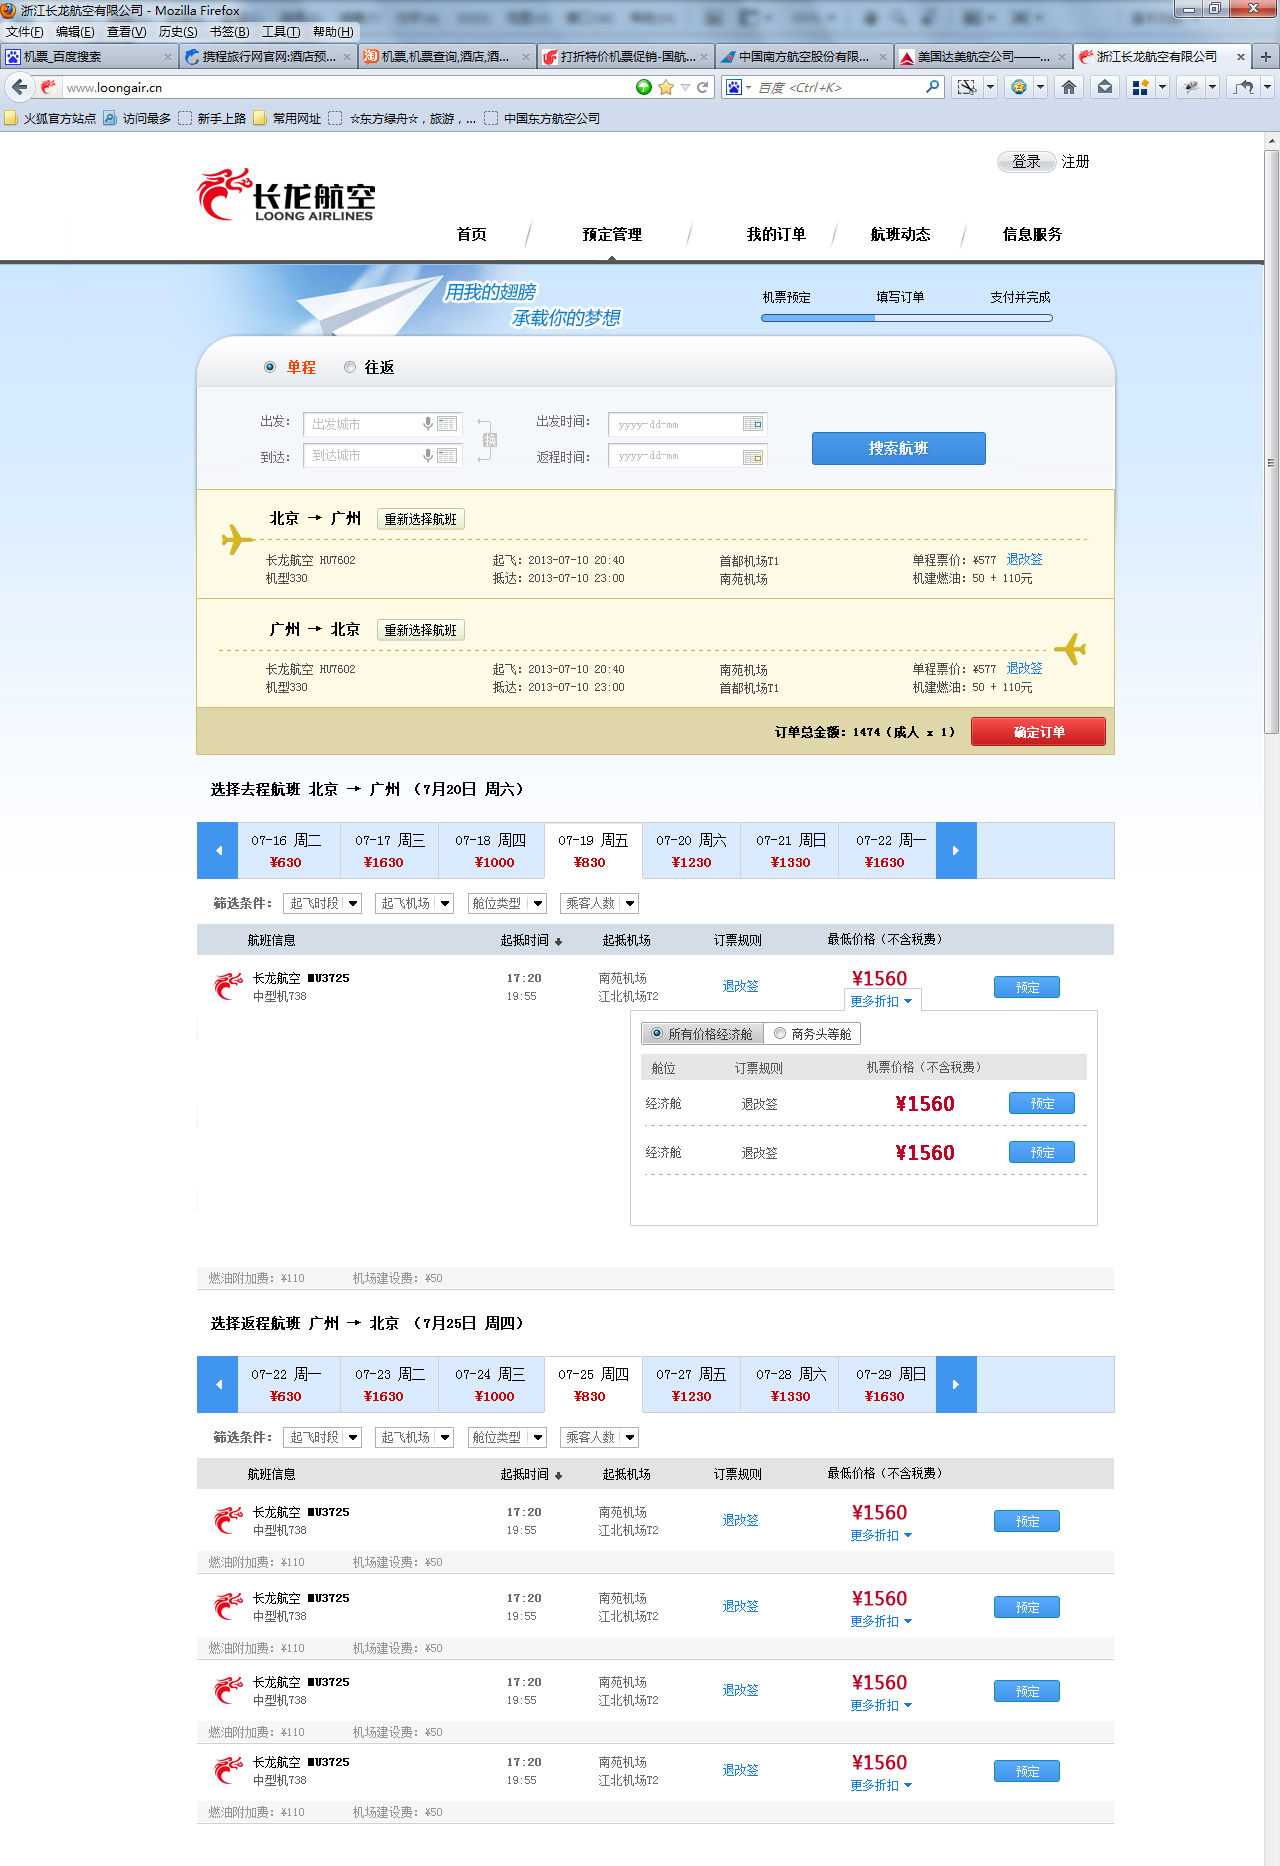 浙江长龙航空有限公司 - Mozilla Firefox
文件(F) 编辑(E) 查看(V) 历史(S) 书签(B) 工具(T) 帮助(H)
机票_百度搜索 携程旅行网官网:酒店预... 机票,机票查询,酒店,酒... 打折特价机票促销-国航... 中国南方航空股份有限... 美国达美航空公司——... 浙江长龙航空有限公司
www.loongair.cn 百度 <Ctrl+K>
火狐官方站点 访问最多 新手上路 常用网址 ☆东方绿舟☆，旅游，... 中国东方航空公司
登录 注册
长龙航空
LOONG AIRLINES
首页 预定管理 我的订单 航班动态 信息服务
用我的翅膀
承载你的梦想
机票预定 填写订单 支付并完成
单程 往返
出发： 出发城市 出发时间： yyyy-dd-mm
换
到达： 到达城市 返程时间： yyyy-dd-mm
搜索航班
北京 → 广州 重新选择航班
长龙航空 HU7602 起飞：2013-07-10 20:40 首都机场T1 单程票价：¥577 退改签
机型330 抵达：2013-07-10 23:00 南苑机场 机建燃油：50 + 110元
广州 → 北京 重新选择航班
长龙航空 HU7602 起飞：2013-07-10 20:40 南苑机场 单程票价：¥577 退改签
机型330 抵达：2013-07-10 23:00 首都机场T1 机建燃油：50 + 110元
订单总金额：1474（成人 x 1） 确定订单
选择去程航班 北京 → 广州 （7月20日 周六）
07-16 周二 07-17 周三 07-18 周四 07-19 周五 07-20 周六 07-21 周日 07-22 周一
¥630 ¥1630 ¥1000 ¥830 ¥1230 ¥1330 ¥1630
筛选条件： 起飞时段 起飞机场 舱位类型 乘客人数
航班信息 起抵时间 起抵机场 订票规则 最低价格（不含税费）
长龙航空 MU3725 17:20 南苑机场 退改签 ¥1560 预定
中型机738 19:55 江北机场T2 更多折扣
所有价格经济舱 商务头等舱
舱位 订票规则 机票价格（不含税费）
经济舱 退改签 ¥1560 预定
经济舱 退改签 ¥1560 预定
燃油附加费：¥110 机场建设费：¥50
选择返程航班 广州 → 北京 （7月25日 周四）
07-22 周一 07-23 周二 07-24 周三 07-25 周四 07-27 周五 07-28 周六 07-29 周日
¥630 ¥1630 ¥1000 ¥830 ¥1230 ¥1330 ¥1630
筛选条件： 起飞时段 起飞机场 舱位类型 乘客人数
航班信息 起抵时间 起抵机场 订票规则 最低价格（不含税费）
长龙航空 MU3725 17:20 南苑机场 退改签 ¥1560 预定
中型机738 19:55 江北机场T2 更多折扣
燃油附加费：¥110 机场建设费：¥50
长龙航空 MU3725 17:20 南苑机场 退改签 ¥1560 预定
中型机738 19:55 江北机场T2 更多折扣
燃油附加费：¥110 机场建设费：¥50
长龙航空 MU3725 17:20 南苑机场 退改签 ¥1560 预定
中型机738 19:55 江北机场T2 更多折扣
燃油附加费：¥110 机场建设费：¥50
长龙航空 MU3725 17:20 南苑机场 退改签 ¥1560 预定
中型机738 19:55 江北机场T2 更多折扣
燃油附加费：¥110 机场建设费：¥50